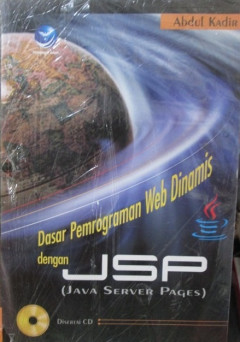 Abdul Kadir
Dasar Pemrograman Web Dinamis
dengan
JSP
(JAVA SERVER PAGES)
DISERTAI CD